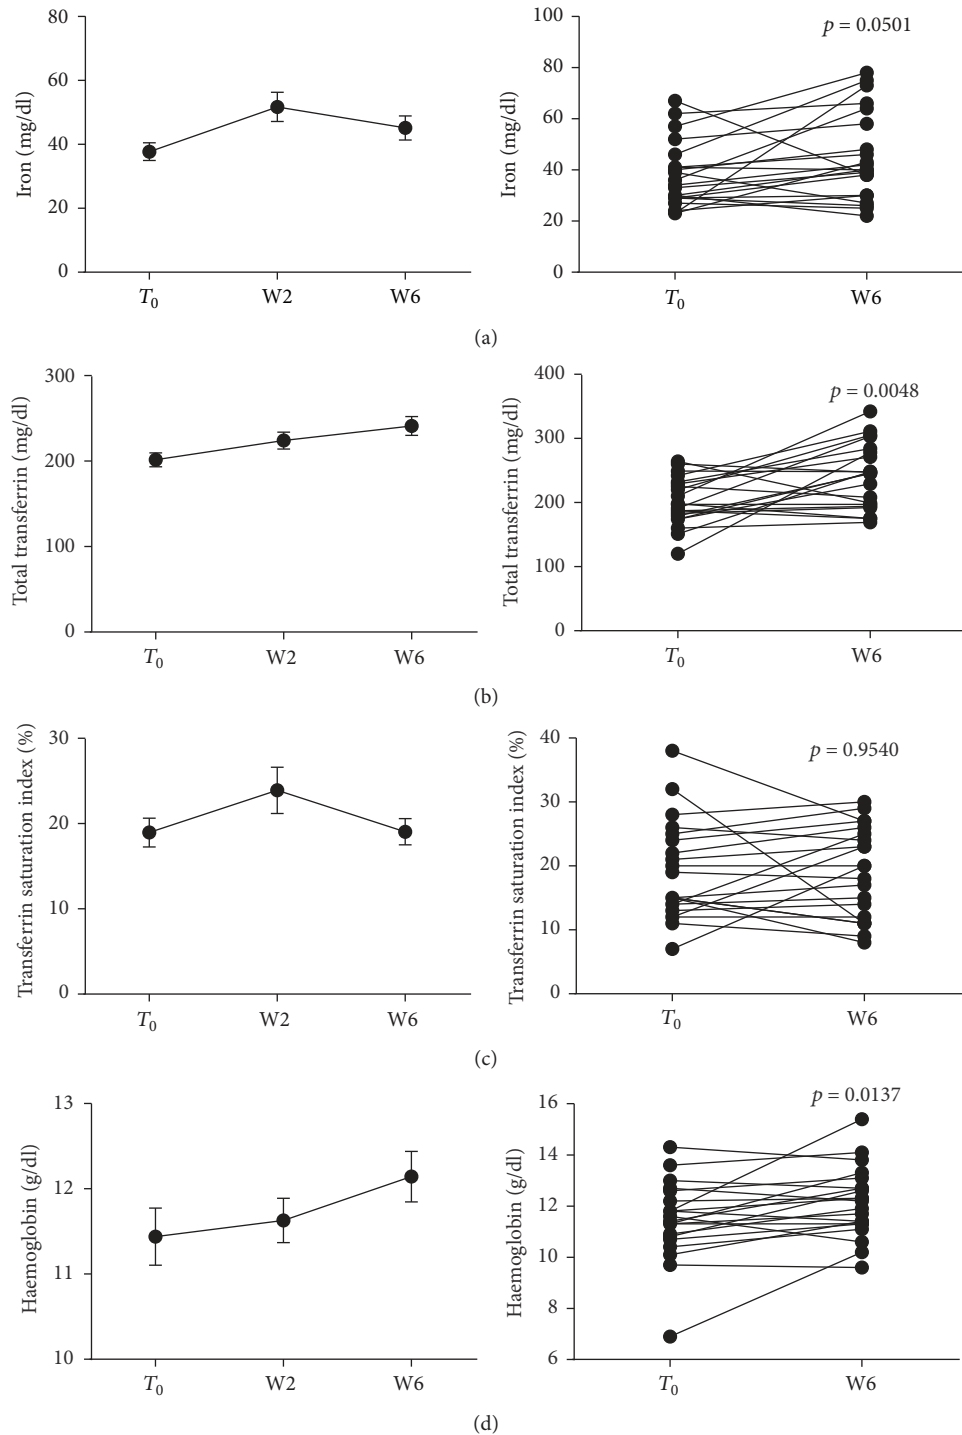 80
60
40
20
0
Iron (mg/dl)
T0 W2 W6
100
80
60
40
20
0
Iron (mg/dl)
p = 0.0501
T0 W6
(a)
300
200
100
0
Total transferrin (mg/dl)
T0 W2 W6
400
300
200
100
0
Total transferrin (mg/dl)
p = 0.0048
T0 W6
(b)
30
20
10
0
Transferrin saturation index (%)
T0 W2 W6
40
30
20
10
0
Transferrin saturation index (%)
p = 0.9540
T0 W6
(c)
13
12
11
10
Haemoglobin (g/dl)
T0 W2 W6
16
14
12
10
8
6
Haemoglobin (g/dl)
p = 0.0137
T0 W6
(d)